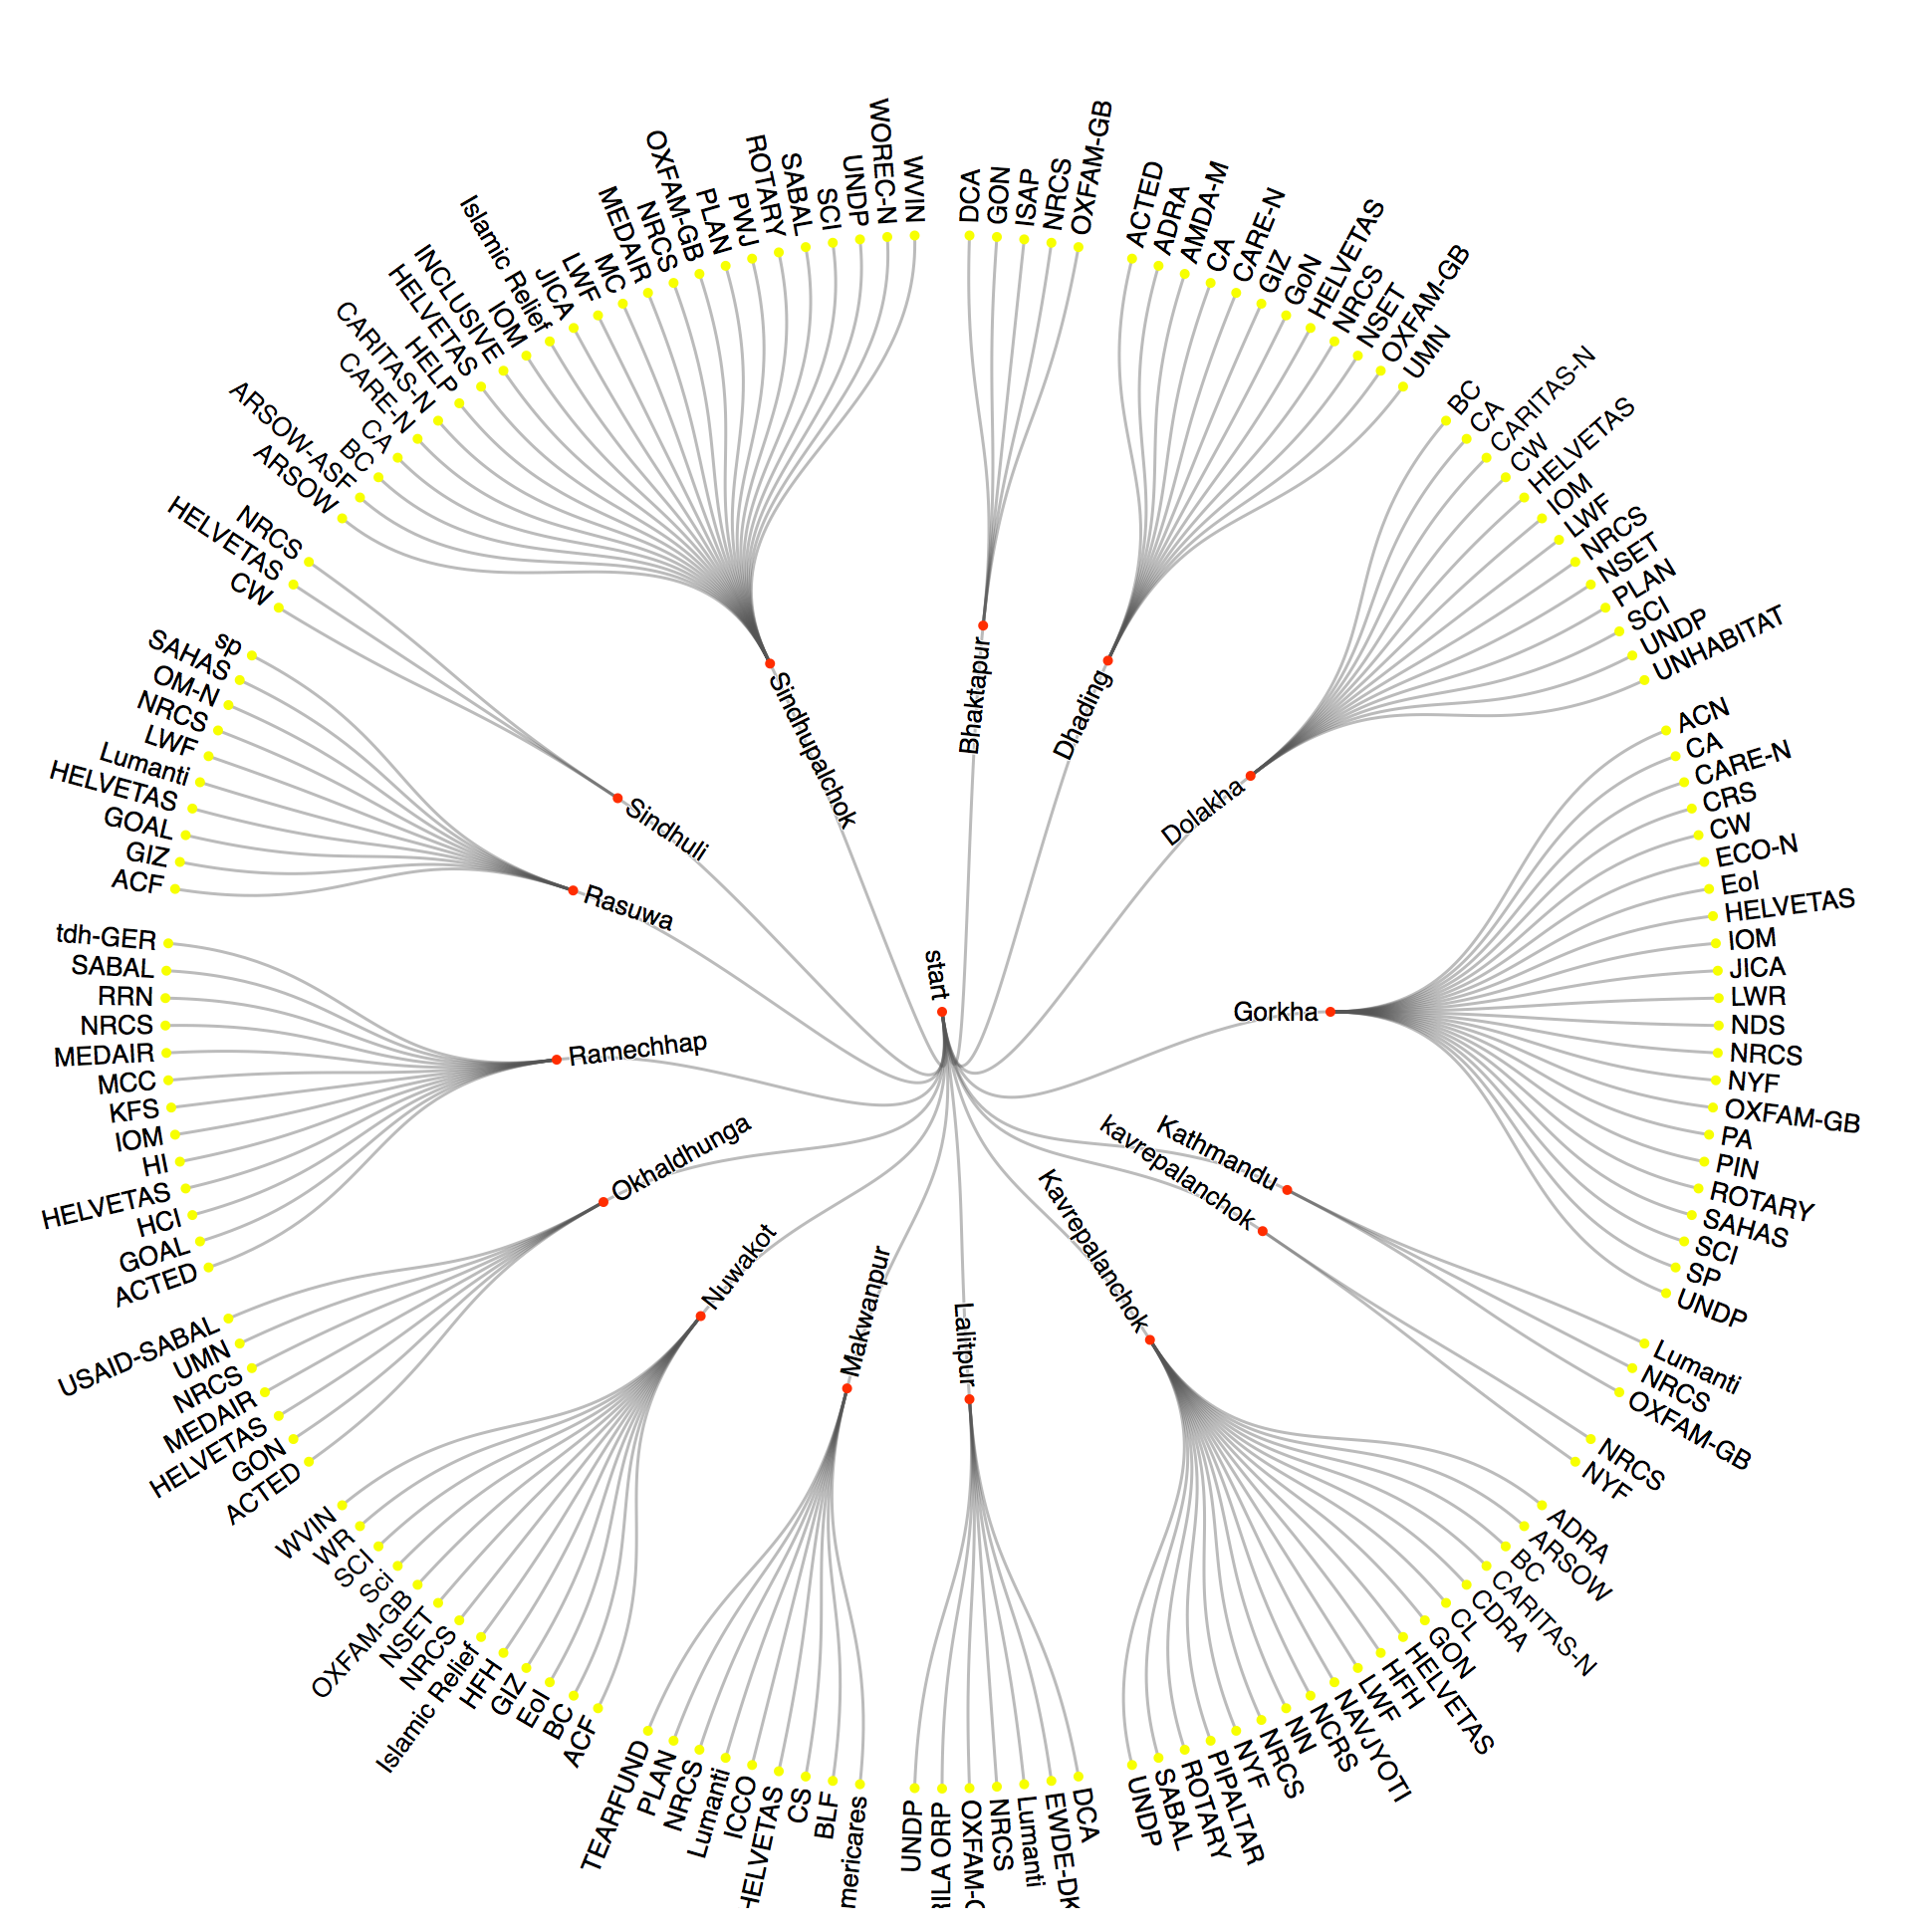 start
Bhaktapur
DCA
GON
ISAP
NRCS
OXFAM-GB
Dhading
ACTED
ADRA
AMDA-M
CA
CARE-N
GIZ
GoN
HELVETAS
NRCS
NSET
OXFAM-GB
UMN
Dolakha
BC
CA
CARITAS-N
CW
HELVETAS
IOM
LWF
NRCS
NSET
PLAN
SCI
UNDP
UNHABITAT
Gorkha
ACN
CA
CARE-N
CRS
CW
ECO-N
EoI
HELVETAS
IOM
JICA
LWR
NDS
NRCS
NYF
OXFAM-GB
PA
PIN
ROTARY
SAHAS
SCI
SP
UNDP
Kathmandu
Lumanti
NRCS
OXFAM-GB
kavrepalanchok
NRCS
NYF
Kavrepalanchok
ADRA
ARSOW
BC
CARITAS-N
CDRA
CL
GON
HELVETAS
HFH
LWF
NAVJYOTI
NCRS
NN
NRCS
NYF
PIPALTAR
ROTARY
SABAL
UNDP
Lalitpur
DCA
EWDE-DK
Lumanti
NRCS
OXFAM-G
RILA ORP
UNDP
Makwanpur
mericares
BLF
CS
HELVETAS
ICCO
Lumanti
NRCS
PLAN
TEARFUND
Nuwakot
ACF
BC
EoI
GIZ
HFH
Islamic Relief
NRCS
NSET
OXFAM-GB
Sci
SCI
WR
WVIN
Okhaldhunga
ACTED
GON
HELVETAS
MEDAIR
NRCS
UMN
USAID-SABAL
Ramechhap
ACTED
GOAL
HCI
HELVETAS
HI
IOM
KFS
MCC
MEDAIR
NRCS
RRN
SABAL
tdh-GER
Rasuwa
ACF
GIZ
GOAL
HELVETAS
Lumanti
LWF
NRCS
OM-N
SAHAS
sp
Sindhuli
CW
HELVETAS
NRCS
Sindhupalchok
ARSOW
ARSOW-ASF
BC
CA
CARE-N
CARITAS-N
HELP
HELVETAS
INCLUSIVE
IOM
Islamic Relief
JICA
LWF
MC
MEDAIR
NRCS
OXFAM-GB
PLAN
PWJ
ROTARY
SABAL
SCI
UNDP
WOREC-N
WVIN